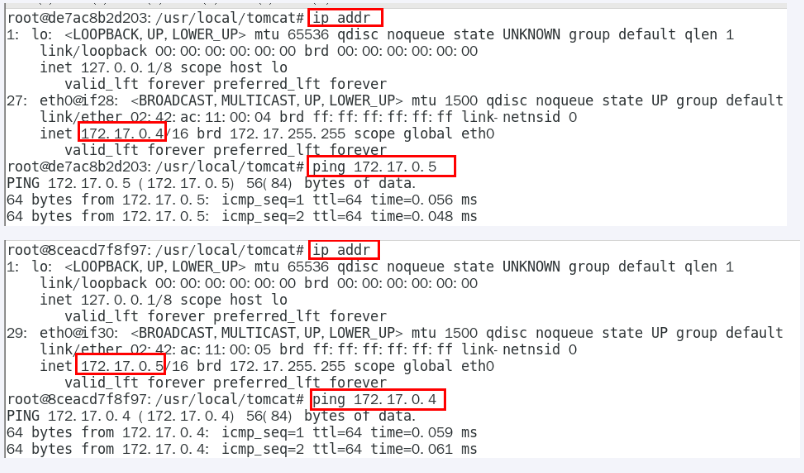 root@de7ac8b2d203:/usr/local/tomcat# ip addr
1: lo: <LOOPBACK,UP,LOWER_UP> mtu 65536 qdisc noqueue state UNKNOWN group default qlen 1
link/loopback 00:00:00:00:00:00 brd 00:00:00:00:00:00
inet 127.0.0.1/8 scope host lo
valid_lft forever preferred_lft forever
27: eth0@if28: <BROADCAST,MULTICAST,UP,LOWER_UP> mtu 1500 qdisc noqueue state UP group default
link/ether 02:42:ac:11:00:04 brd ff:ff:ff:ff:ff:ff link-netnsid 0
inet 172.17.0.4/16 brd 172.17.255.255 scope global eth0
valid_lft forever preferred_lft forever
root@de7ac8b2d203:/usr/local/tomcat# ping 172.17.0.5
PING 172.17.0.5 (172.17.0.5) 56(84) bytes of data.
64 bytes from 172.17.0.5: icmp_seq=1 ttl=64 time=0.056 ms
64 bytes from 172.17.0.5: icmp_seq=2 ttl=64 time=0.048 ms
root@8ceacd7f8f97:/usr/local/tomcat# ip addr
1: lo: <LOOPBACK,UP,LOWER_UP> mtu 65536 qdisc noqueue state UNKNOWN group default qlen 1
link/loopback 00:00:00:00:00:00 brd 00:00:00:00:00:00
inet 127.0.0.1/8 scope host lo
valid_lft forever preferred_lft forever
29: eth0@if30: <BROADCAST,MULTICAST,UP,LOWER_UP> mtu 1500 qdisc noqueue state UP group default
link/ether 02:42:ac:11:00:05 brd ff:ff:ff:ff:ff:ff link-netnsid 0
inet 172.17.0.5/16 brd 172.17.255.255 scope global eth0
valid_lft forever preferred_lft forever
root@8ceacd7f8f97:/usr/local/tomcat# ping 172.17.0.4
PING 172.17.0.4 (172.17.0.4) 56(84) bytes of data.
64 bytes from 172.17.0.4: icmp_seq=1 ttl=64 time=0.059 ms
64 bytes from 172.17.0.4: icmp_seq=2 ttl=64 time=0.061 ms